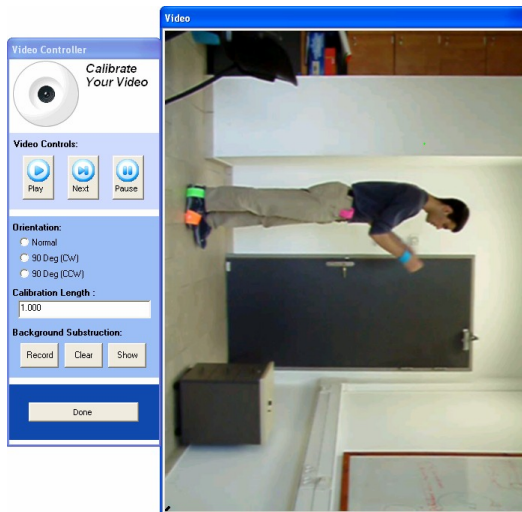 Video
Video Controller
Calibrate
Your Video
Video Controls:
Play
Next
Pause
Orientation:
Normal
90 Deg (CW)
90 Deg (CCW)
Calibration Length :
1.000
Background Substruction:
Record
Clear
Show
Done